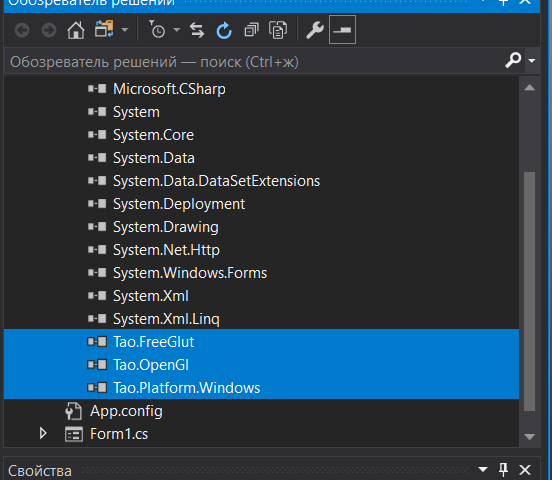 Обозреватель решений
Обозреватель решений — поиск (Ctrl+ж)
Microsoft.CSharp
System
System.Core
System.Data
System.Data.DataSetExtensions
System.Deployment
System.Drawing
System.Net.Http
System.Windows.Forms
System.Xml
System.Xml.Linq
Tao.FreeGlut
Tao.OpenGl
Tao.Platform.Windows
App.config
Form1.cs
Свойства